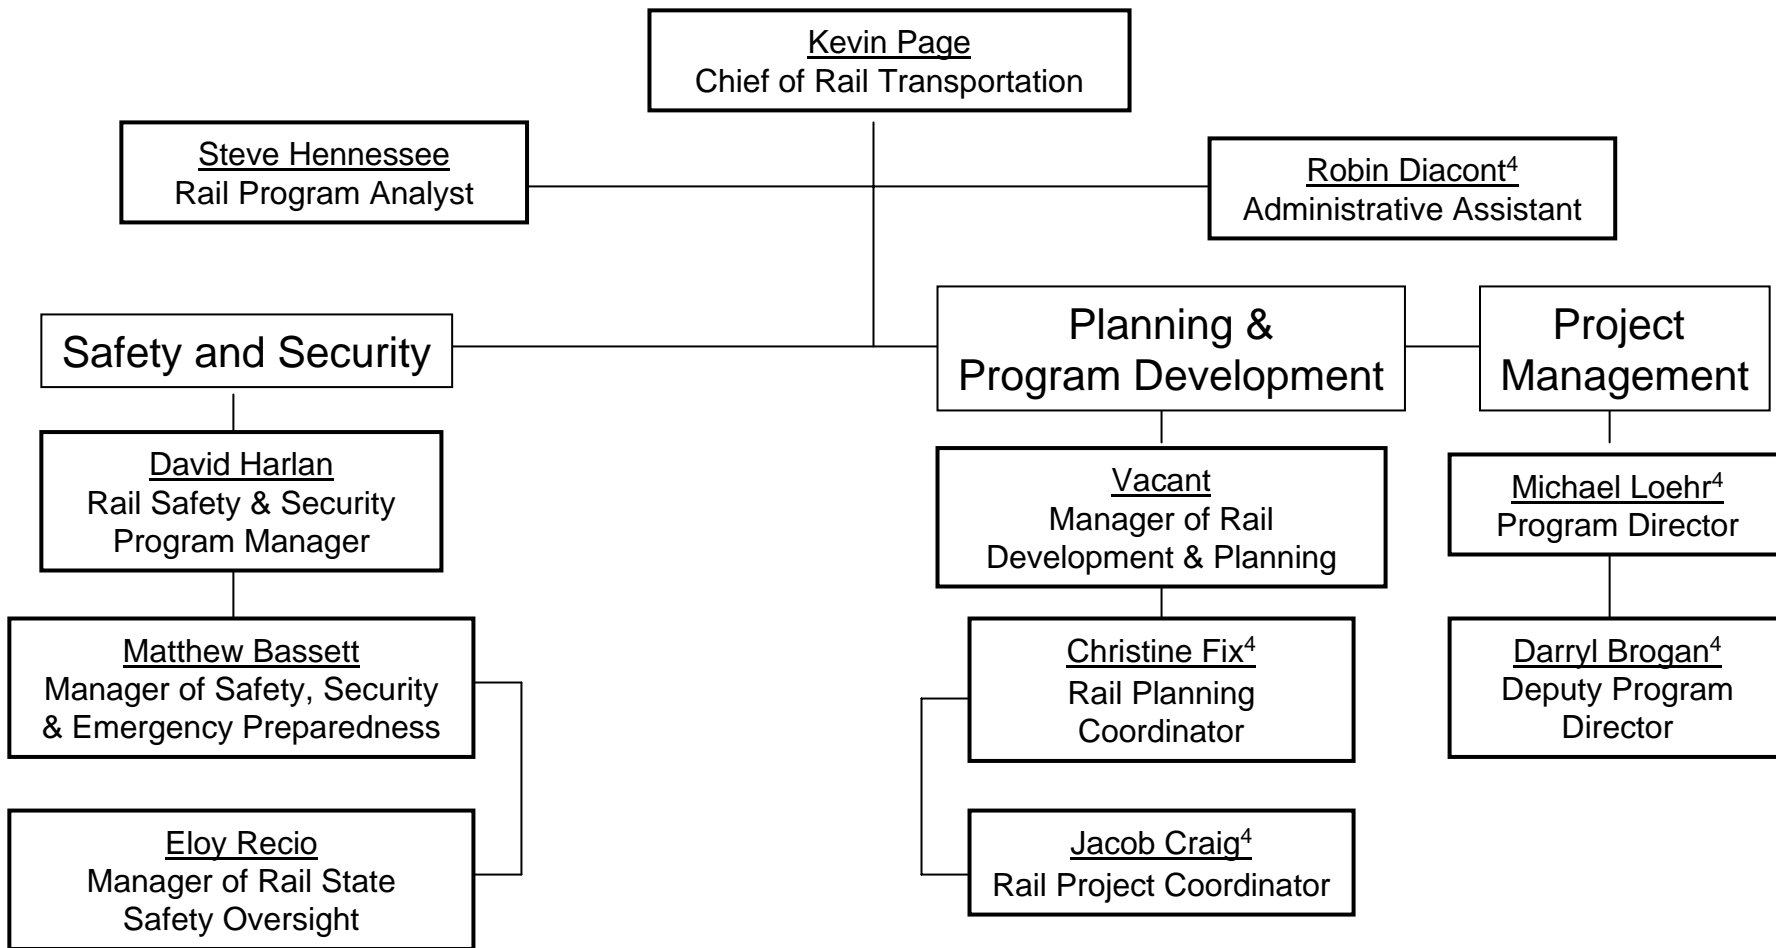 Kevin Page
Chief of Rail Transportation
Steve Hennessee
Rail Program Analyst
Robin Diacont⁴
Administrative Assistant
Safety and Security
Planning &
Program Development
Project
Management
David Harlan
Rail Safety & Security
Program Manager
Vacant
Manager of Rail
Development & Planning
Michael Loehr⁴
Program Director
Matthew Bassett
Manager of Safety, Security
& Emergency Preparedness
Christine Fix⁴
Rail Planning
Coordinator
Darryl Brogan⁴
Deputy Program
Director
Eloy Recio
Manager of Rail State
Safety Oversight
Jacob Craig⁴
Rail Project Coordinator